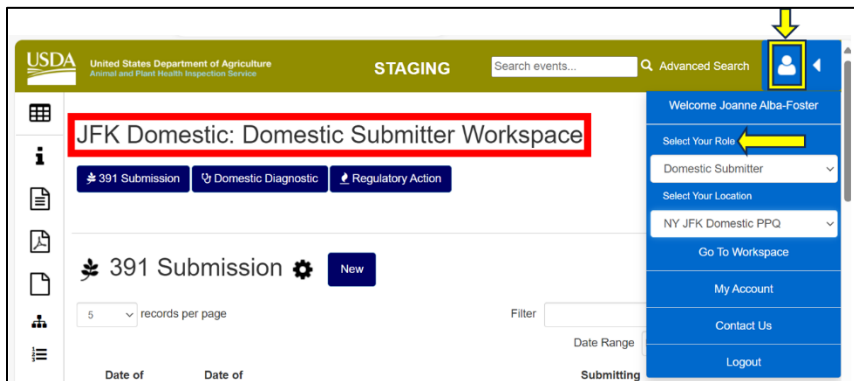 USDA
United States Department of Agriculture
Animal and Plant Health Inspection Service
STAGING
Search events...
Advanced Search
Welcome Joanne Alba-Foster
JFK Domestic: Domestic Submitter Workspace
Select Your Role
391 Submission
Domestic Diagnostic
Regulatory Action
Domestic Submitter
Select Your Location
NY JFK Domestic PPQ
Go To Workspace
391 Submission
New
My Account
5 records per page
Filter
Contact Us
Date Range
Logout
Date of
Date of
Submitting